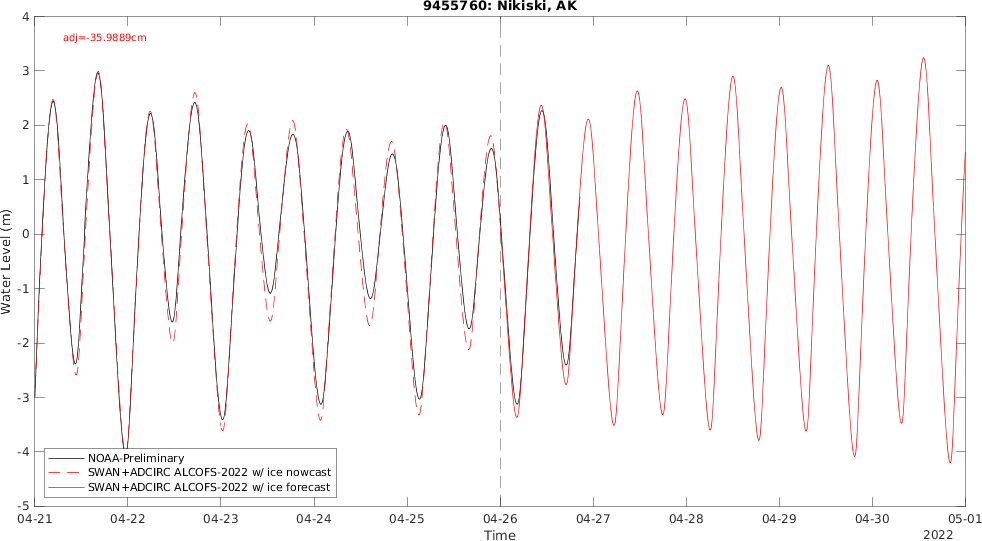 9455760: Nikiski, AK
adj=-35.9889cm
4
3
2
1
0
-1
-2
-3
-4
-5
Water Level (m)
NOAA-Preliminary
SWAN+ADCIRC ALCOFS-2022 w/ ice nowcast
SWAN+ADCIRC ALCOFS-2022 w/ ice forecast
04-21 04-22 04-23 04-24 04-25 04-26 04-27 04-28 04-29 04-30 05-01
Time
2022